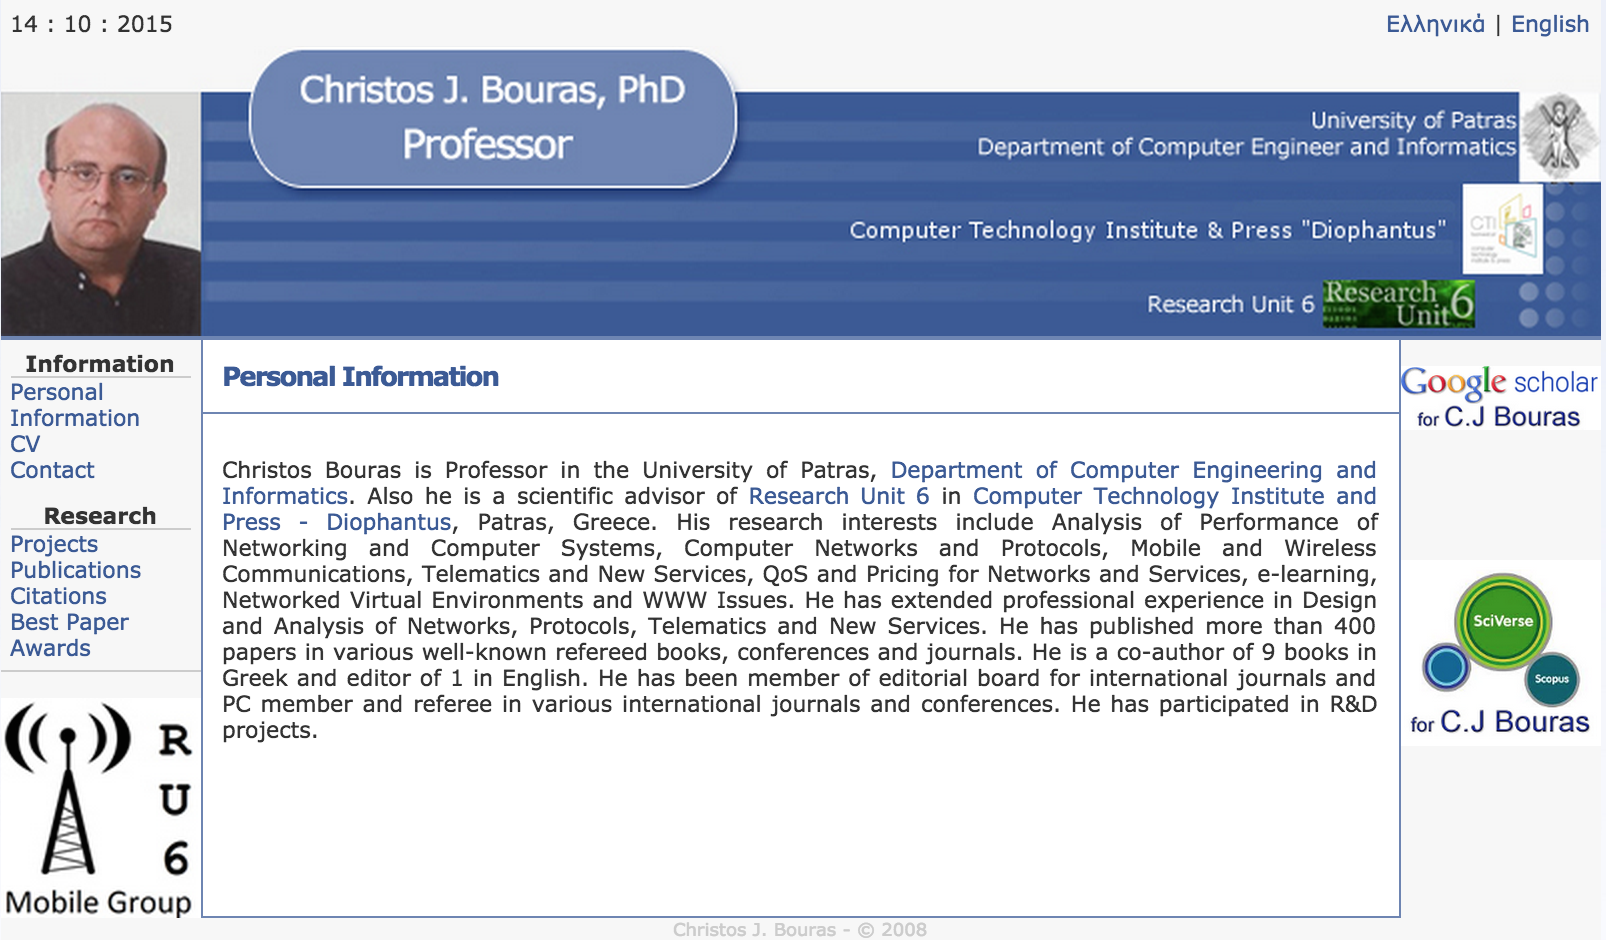 14 : 10 : 2015
Ελληνικά | English
Christos J. Bouras, PhD
Professor
University of Patras
Department of Computer Engineer and Informatics
Computer Technology Institute & Press "Diophantus"
CTI
Research Unit 6
Research
Unit 6
Information
Personal
Information
CV
Contact
Research
Projects
Publications
Citations
Best Paper
Awards
R
U
6
Mobile Group
Personal Information
Christos Bouras is Professor in the University of Patras, Department of Computer Engineering and
Informatics. Also he is a scientific advisor of Research Unit 6 in Computer Technology Institute and
Press - Diophantus, Patras, Greece. His research interests include Analysis of Performance of
Networking and Computer Systems, Computer Networks and Protocols, Mobile and Wireless
Communications, Telematics and New Services, QoS and Pricing for Networks and Services, e-learning,
Networked Virtual Environments and WWW Issues. He has extended professional experience in Design
and Analysis of Networks, Protocols, Telematics and New Services. He has published more than 400
papers in various well-known refereed books, conferences and journals. He is a co-author of 9 books in
Greek and editor of 1 in English. He has been member of editorial board for international journals and
PC member and referee in various international journals and conferences. He has participated in R&D
projects.
Google scholar
for C.J Bouras
SciVerse
Scopus
for C.J Bouras
Christos J. Bouras - © 2008